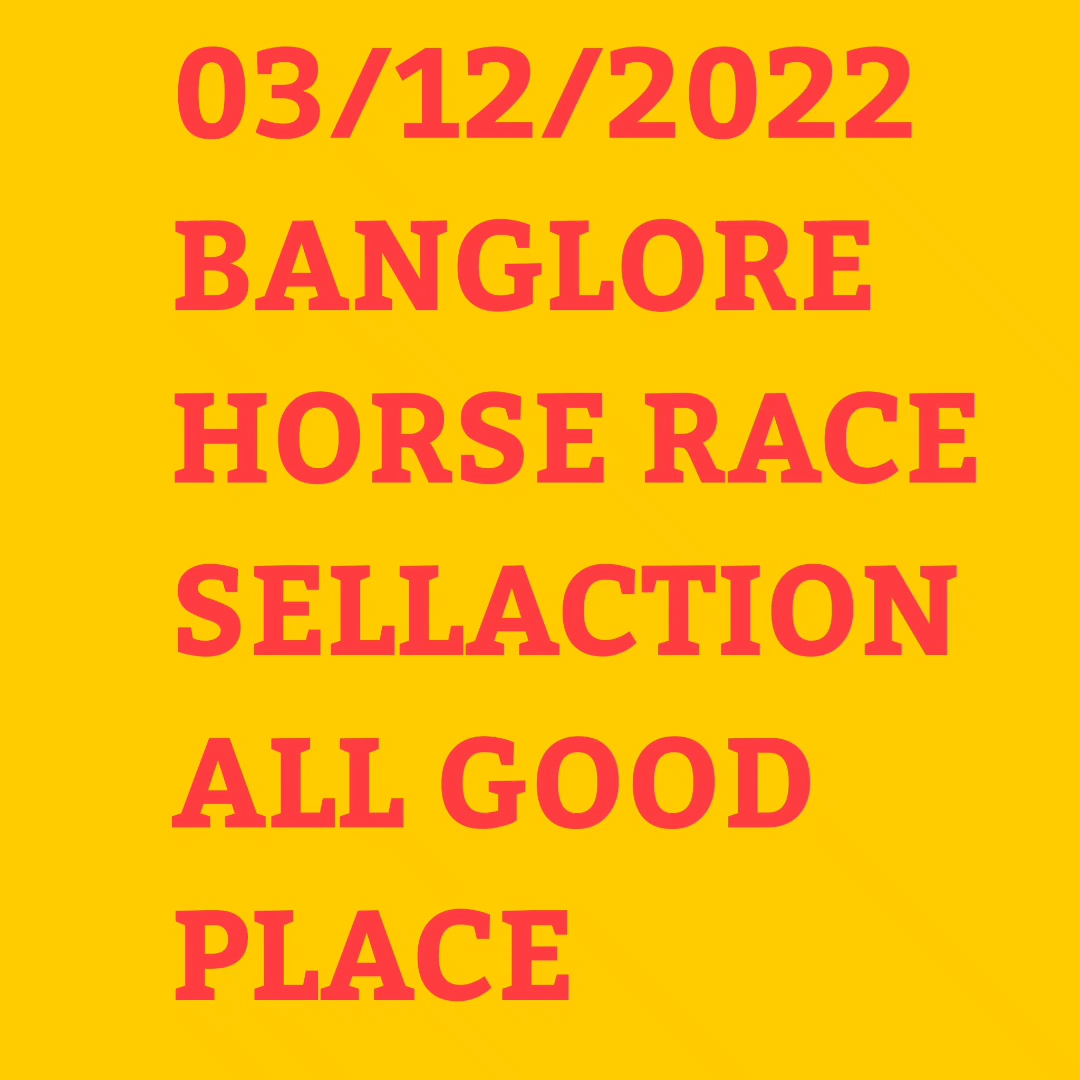 03/12/2022
BANGLORE
HORSE RACE
SELLACTION
ALL GOOD
PLACE